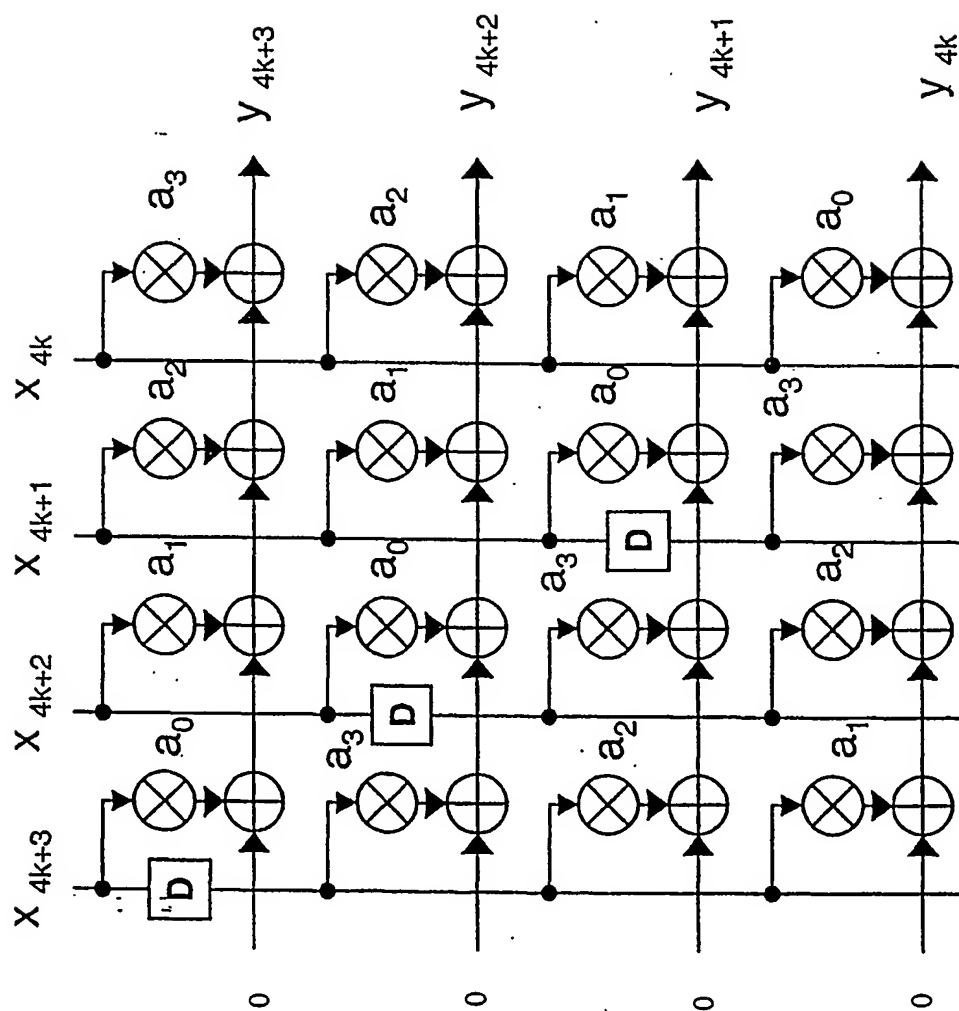 X 4k+3 X 4k+2 X 4k+1 X 4k
a0 a1 a2 a3
D
0 y 4k+3
a3 a0 a1 a2
D
0 y 4k+2
a2 a3 a0 a1
D
0 y 4k+1
a1 a2 a3 a0
0 y 4k